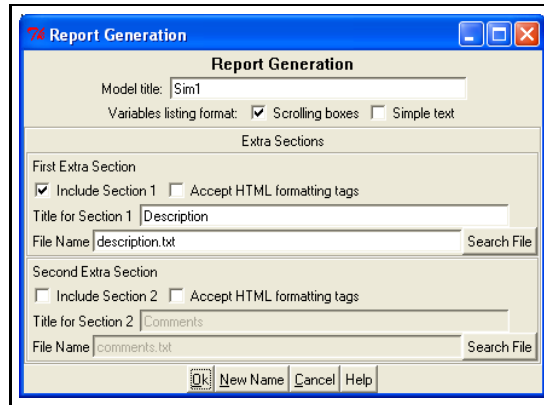 Report Generation
Report Generation
Model title: Sim1
Variables listing format: Scrolling boxes Simple text
Extra Sections
First Extra Section
Include Section 1 Accept HTML formatting tags
Title for Section 1 Description
File Name description.txt Search File
Second Extra Section
Include Section 2 Accept HTML formatting tags
Title for Section 2 Comments
File Name comments.txt Search File
Ok New Name Cancel Help